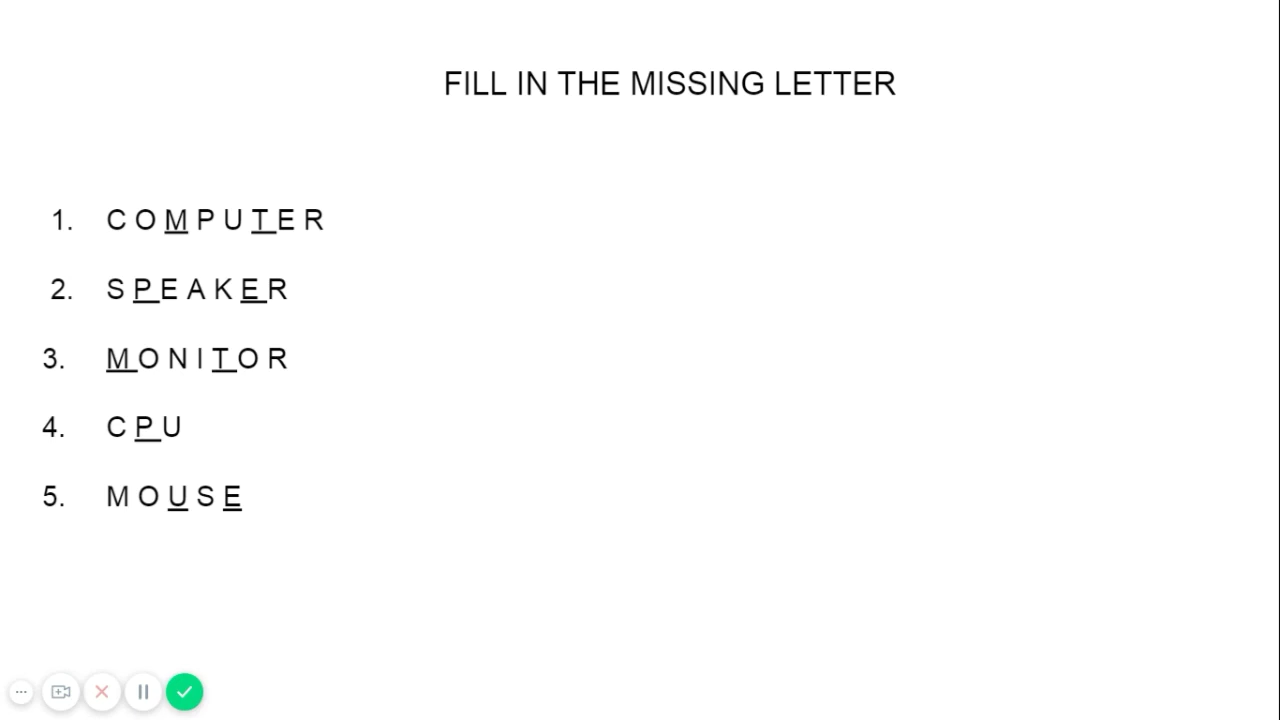 FILL IN THE MISSING LETTER
1. C O M P U T E R
2. S P E A K E R
3. M O N I T O R
4. C P U
5. M O U S E